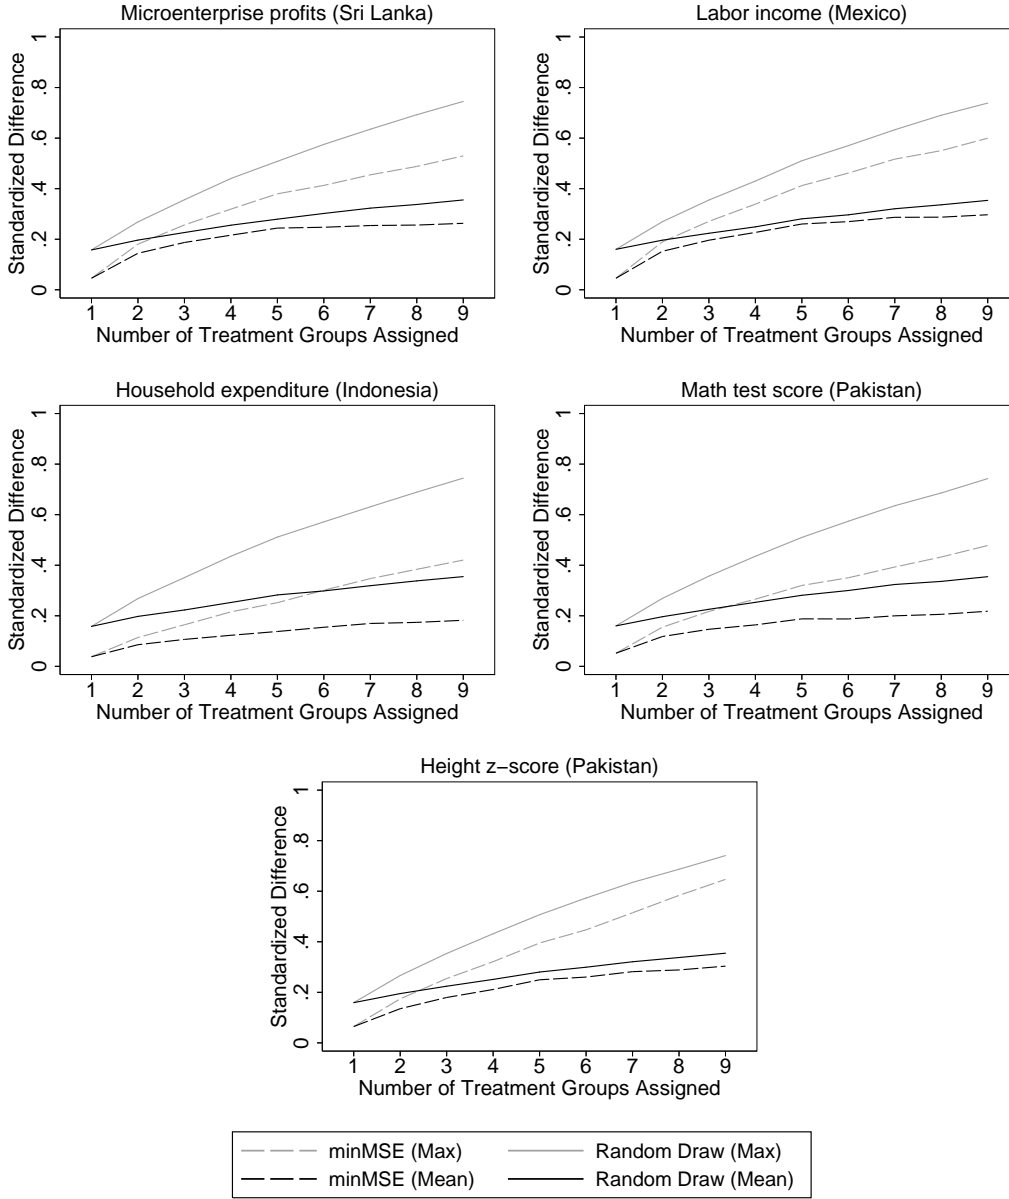 Microenterprise profits (Sri Lanka)
Standardized Difference
0 .2 .4 .6 .8 1
1 2 3 4 5 6 7 8 9
Number of Treatment Groups Assigned
Labor income (Mexico)
Standardized Difference
0 .2 .4 .6 .8 1
1 2 3 4 5 6 7 8 9
Number of Treatment Groups Assigned
Household expenditure (Indonesia)
Standardized Difference
0 .2 .4 .6 .8 1
1 2 3 4 5 6 7 8 9
Number of Treatment Groups Assigned
Math test score (Pakistan)
Standardized Difference
0 .2 .4 .6 .8 1
1 2 3 4 5 6 7 8 9
Number of Treatment Groups Assigned
Height z−score (Pakistan)
Standardized Difference
0 .2 .4 .6 .8 1
1 2 3 4 5 6 7 8 9
Number of Treatment Groups Assigned
minMSE (Max) Random Draw (Max)
minMSE (Mean) Random Draw (Mean)